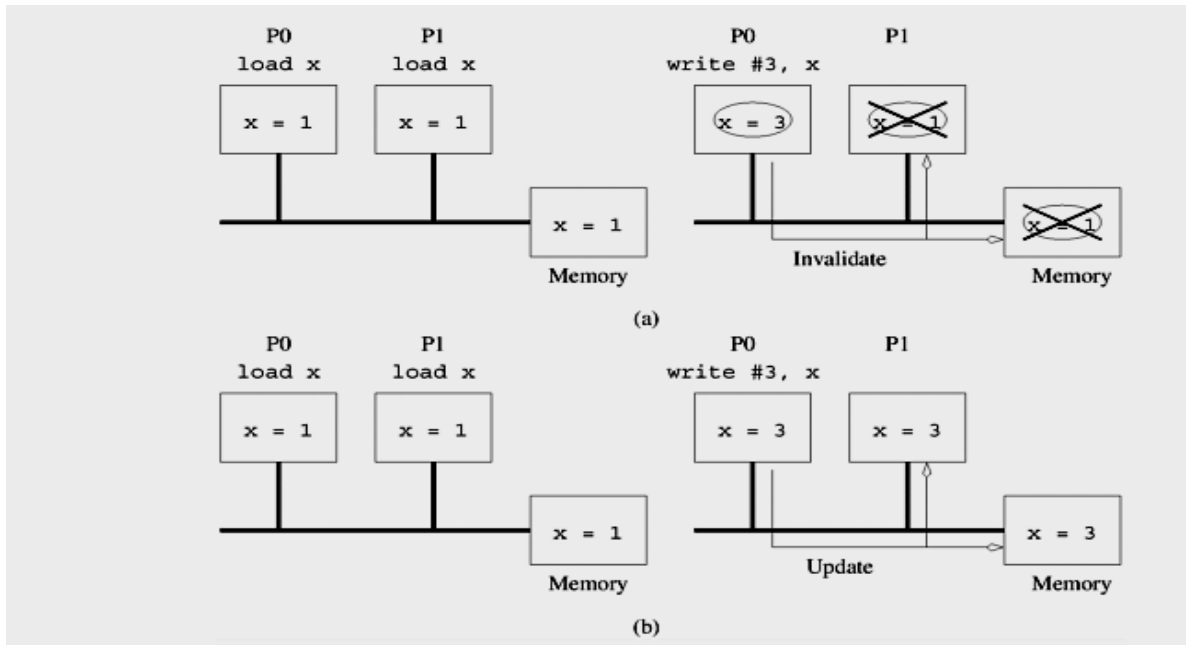 P0 P1 P0 P1
load x load x write #3, x
x = 1 x = 1 x = 3 x = 1
x = 1 x = 1
Invalidate
Memory Memory
(a)
P0 P1 P0 P1
load x load x write #3, x
x = 1 x = 1 x = 3 x = 3
x = 1 x = 3
Update
Memory Memory
(b)